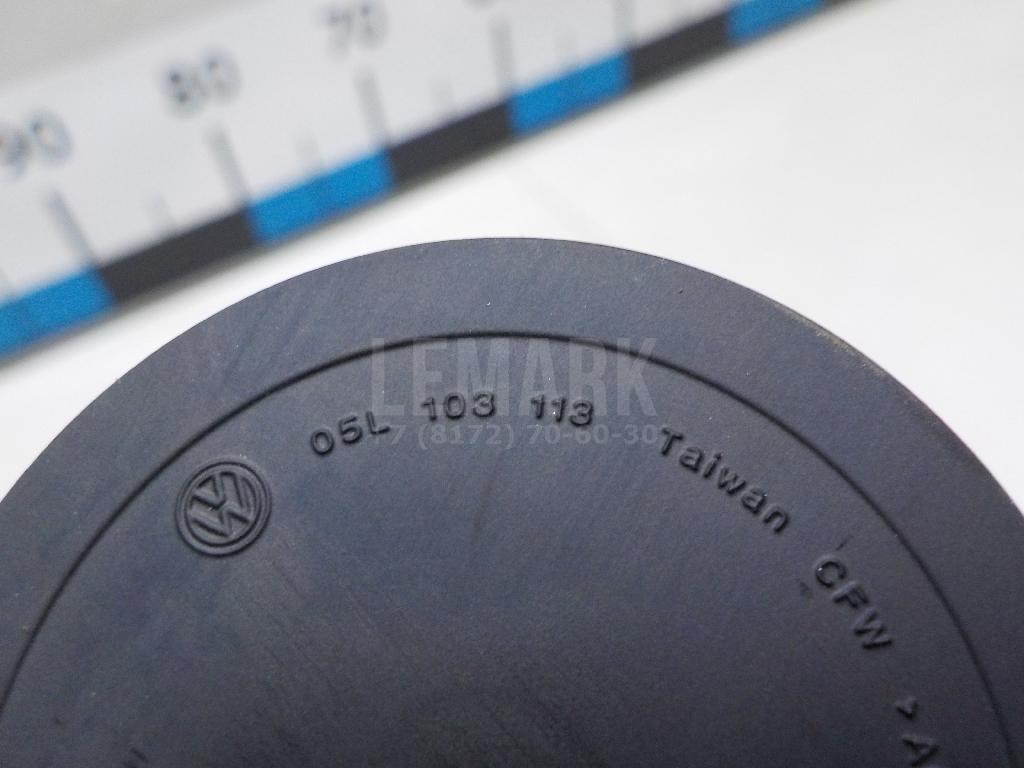 90 80 70
LEMARK
+7 (8172) 70-60-30
05L 103 113 Taiwan CFW